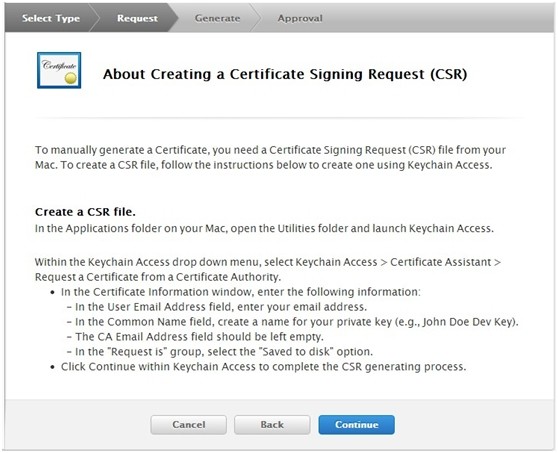 Select Type Request Generate Approval
Certificate
About Creating a Certificate Signing Request (CSR)
To manually generate a Certificate, you need a Certificate Signing Request (CSR) file from your
Mac. To create a CSR file, follow the instructions below to create one using Keychain Access.
Create a CSR file.
In the Applications folder on your Mac, open the Utilities folder and launch Keychain Access.
Within the Keychain Access drop down menu, select Keychain Access > Certificate Assistant >
Request a Certificate from a Certificate Authority.
• In the Certificate Information window, enter the following information:
– In the User Email Address field, enter your email address.
– In the Common Name field, create a name for your private key (e.g., John Doe Dev Key).
– The CA Email Address field should be left empty.
– In the "Request is" group, select the "Saved to disk" option.
• Click Continue within Keychain Access to complete the CSR generating process.
Cancel Back Continue